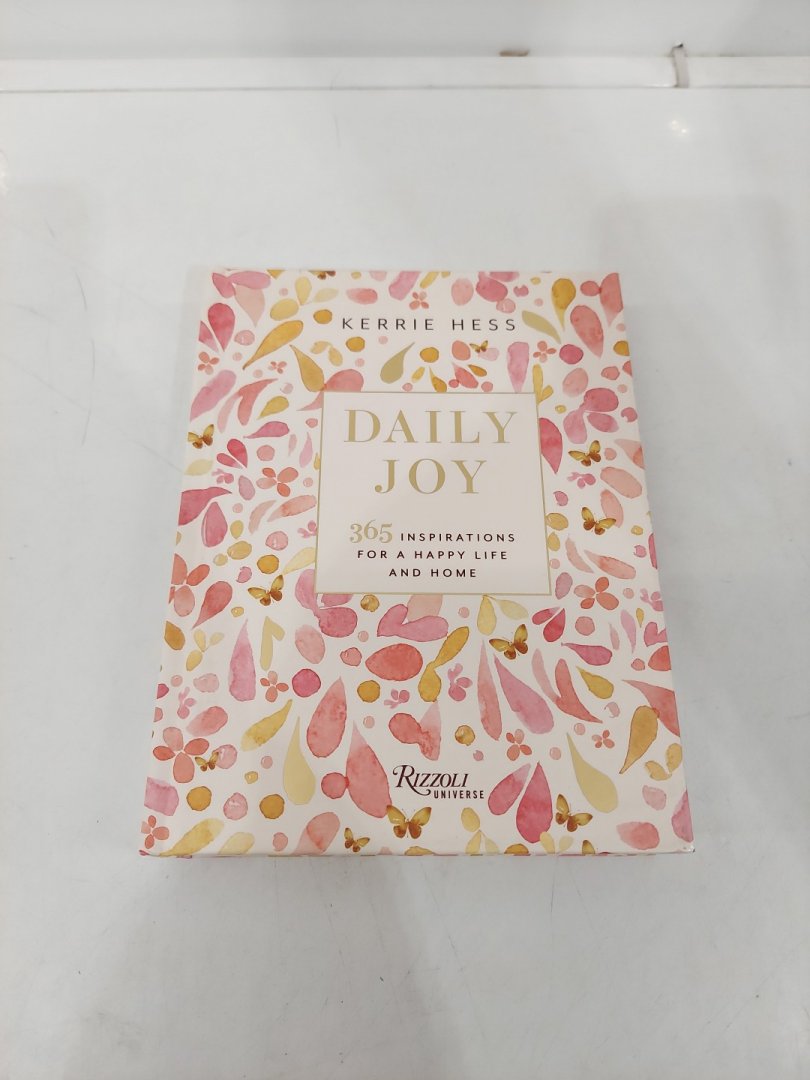 KERRIE HESS
DAILY
JOY
365 INSPIRATIONS
FOR A HAPPY LIFE
AND HOME
RIZZOLI
UNIVERSE